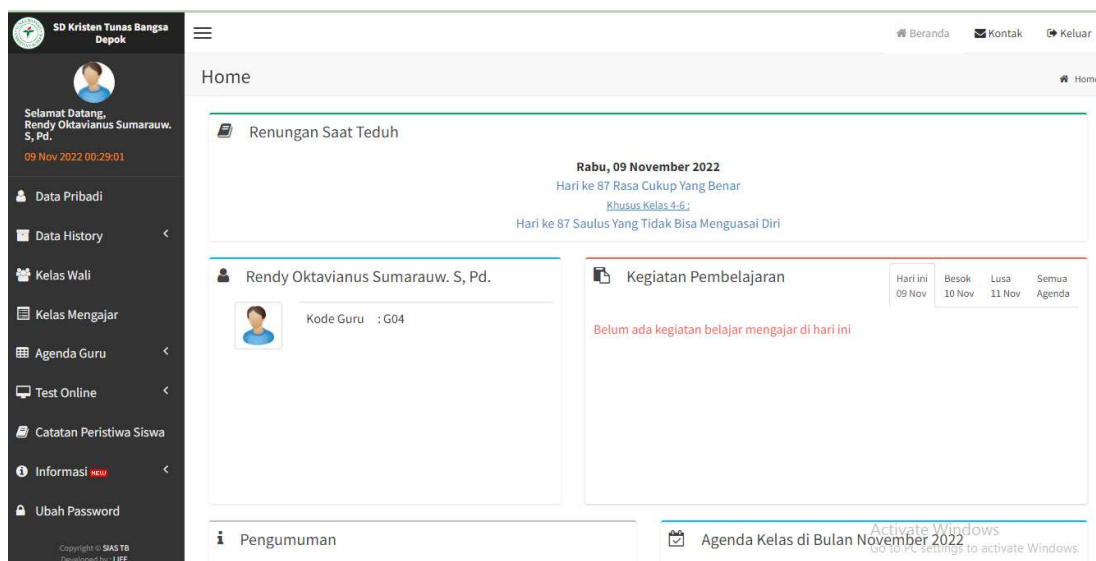 SD Kristen Tunas Bangsa
Depok
Beranda
Kontak
Keluar
Home
Home
Selamat Datang,
Rendy Oktavianus Sumarauw.
S, Pd.
09 Nov 2022 00:29:01
Data Pribadi
Data History
Kelas Wali
Kelas Mengajar
Agenda Guru
Test Online
Catatan Peristiwa Siswa
Informasi NEW
Ubah Password
Copyright © SIAS TB
Developed by : LIFE
Renungan Saat Teduh
Rabu, 09 November 2022
Hari ke 87 Rasa Cukup Yang Benar
Khusus Kelas 4-6 :
Hari ke 87 Saulus Yang Tidak Bisa Menguasai Diri
Rendy Oktavianus Sumarauw. S, Pd.
Kode Guru : G04
Kegiatan Pembelajaran
Hari ini
09 Nov
Besok
10 Nov
Lusa
11 Nov
Semua
Agenda
Belum ada kegiatan belajar mengajar di hari ini
Pengumuman
Agenda Kelas di Bulan November 2022
Activate Windows
Go to PC settings to activate Windows.